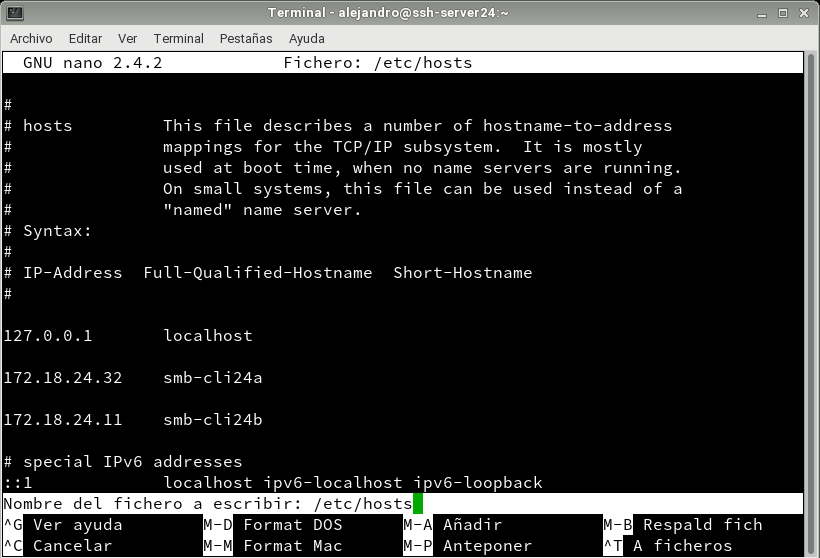 Terminal - alejandro@ssh-server24:~
Archivo Editar Ver Terminal Pestañas Ayuda
GNU nano 2.4.2 Fichero: /etc/hosts
#
# hosts This file describes a number of hostname-to-address
# mappings for the TCP/IP subsystem. It is mostly
# used at boot time, when no name servers are running.
# On small systems, this file can be used instead of a
# "named" name server.
# Syntax:
#
# IP-Address Full-Qualified-Hostname Short-Hostname
#
127.0.0.1 localhost
172.18.24.32 smb-cli24a
172.18.24.11 smb-cli24b
# special IPv6 addresses
::1 localhost ipv6-localhost ipv6-loopback
Nombre del fichero a escribir: /etc/hosts
^G Ver ayuda M-D Format DOS M-A Añadir M-B Respald fich
^C Cancelar M-M Format Mac M-P Anteponer ^T A ficheros